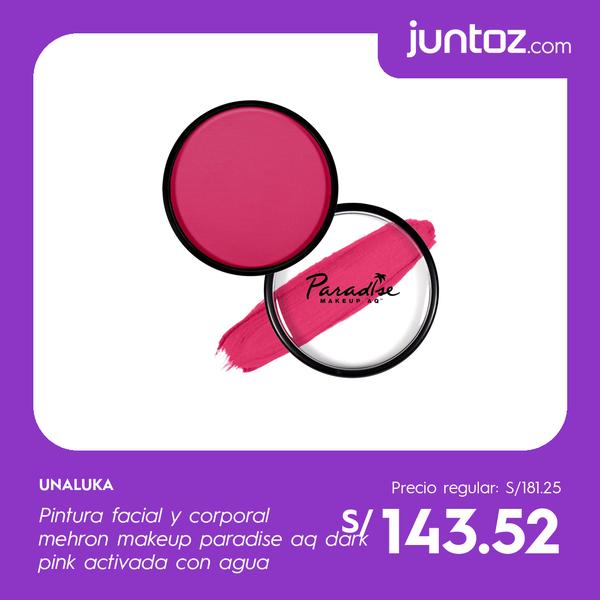 juntoz.com
Paradise
MAKEUP AQ™
UNALUKA
Pintura facial y corporal
mehron makeup paradise aq dark
pink activada con agua
Precio regular: S/181.25
S/143.52